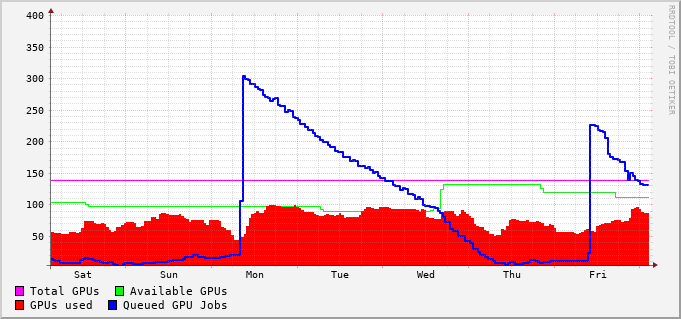 400
350
300
250
200
150
100
50
Sat Sun Mon Tue Wed Thu Fri
Total GPUs Available GPUs
GPUs used Queued GPU Jobs
RRDTOOL / TOBI OETIKER